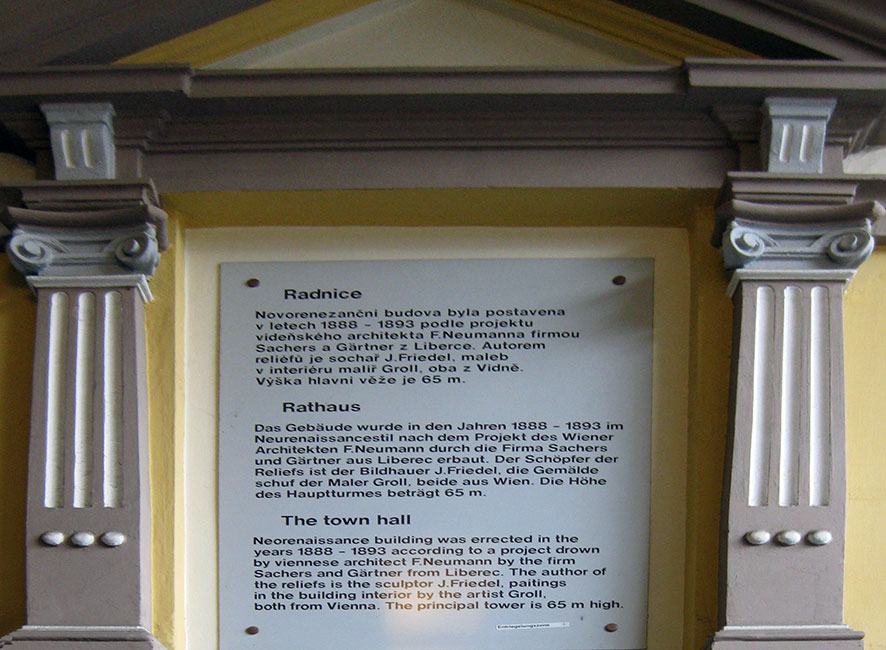 Radnice
Novorenezanční budova byla postavena
v letech 1888 - 1893 podle projektu
videňského architekta F.Neumanna firmou
Sachers a Gärtner z Liberce. Autorem
reliéfů je sochař J.Friedel, maleb
v interiéru malíř Groll, oba z Vidně.
Výška hlavní věže je 65 m.
Rathaus
Das Gebäude wurde in den Jahren 1888 - 1893 im
Neurenaissancestil nach dem Projekt des Wiener
Architekten F.Neumann durch die Firma Sachers
und Gärtner aus Liberec erbaut. Der Schöpfer der
Reliefs ist der Bildhauer J.Friedel, die Gemälde
schuf der Maler Groll, beide aus Wien. Die Höhe
des Hauptturmes beträgt 65 m.
The town hall
Neorenaissance building was errected in the
years 1888 - 1893 according to a project drown
by viennese architect F.Neumann by the firm
Sachers and Gärtner from Liberec. The author of
the reliefs is the sculptor J.Friedel, paitings
in the building interior by the artist Groll,
both from Vienna. The principal tower is 65 m high.